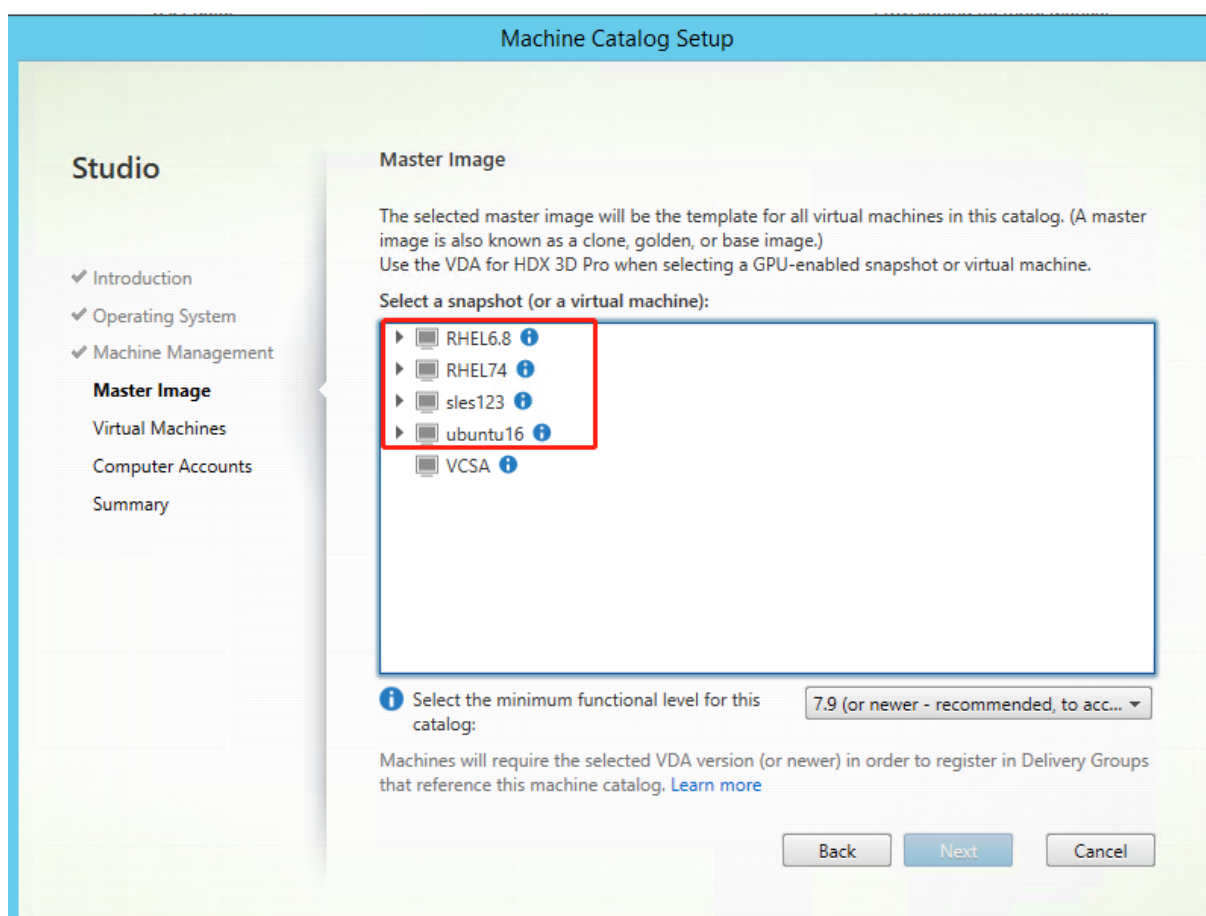 Machine Catalog Setup
Studio
Introduction
Operating System
Machine Management
Master Image
Virtual Machines
Computer Accounts
Summary
Master Image
The selected master image will be the template for all virtual machines in this catalog. (A master
image is also known as a clone, golden, or base image.)
Use the VDA for HDX 3D Pro when selecting a GPU-enabled snapshot or virtual machine.
Select a snapshot (or a virtual machine):
RHEL6.8
RHEL74
sles123
ubuntu16
VCSA
Select the minimum functional level for this
catalog:
7.9 (or newer - recommended, to acc...
Machines will require the selected VDA version (or newer) in order to register in Delivery Groups
that reference this machine catalog. Learn more
Back
Next
Cancel